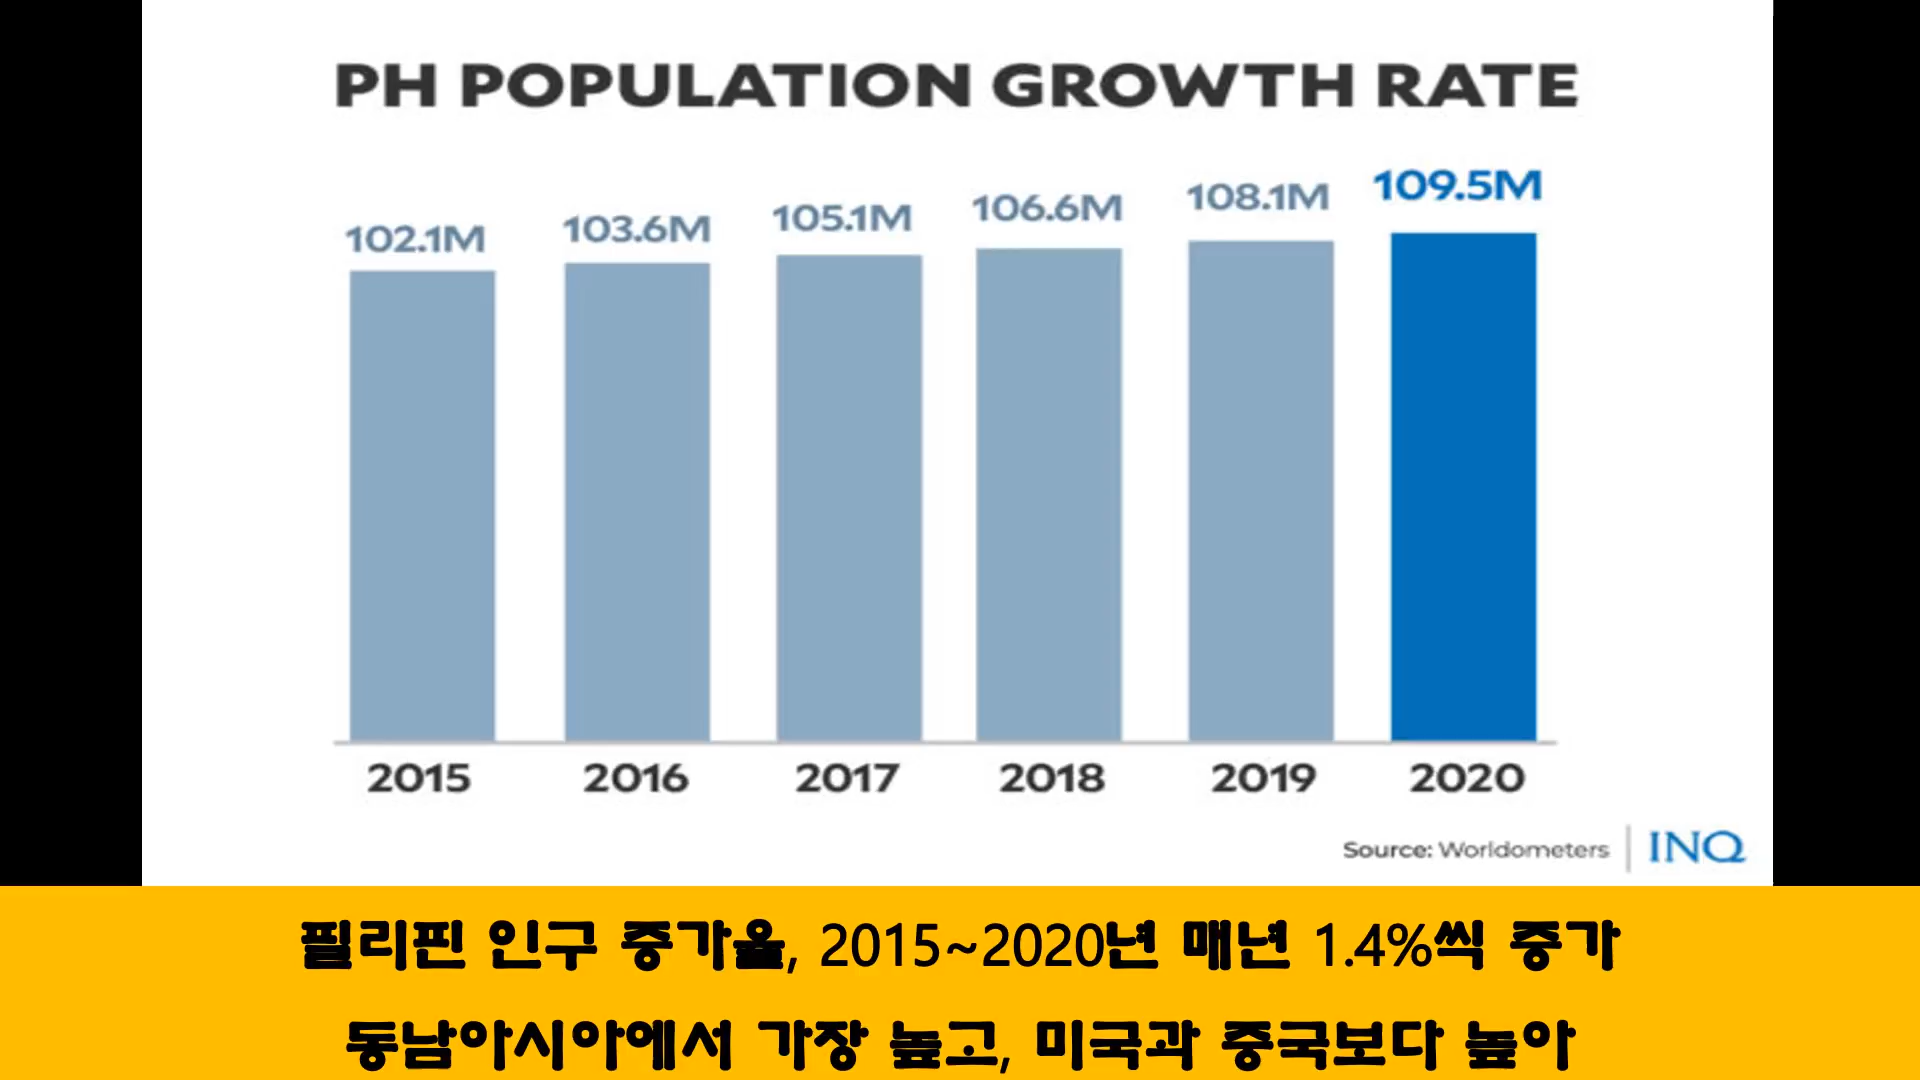 PH POPULATION GROWTH RATE
102.1M 103.6M 105.1M 106.6M 108.1M 109.5M
2015 2016 2017 2018 2019 2020
Source: Worldometers INQ
필리핀 인구 증가율, 2015~2020년 매년 1.4%씩 증가
동남아시아에서 가장 높고, 미국과 중국보다 높아